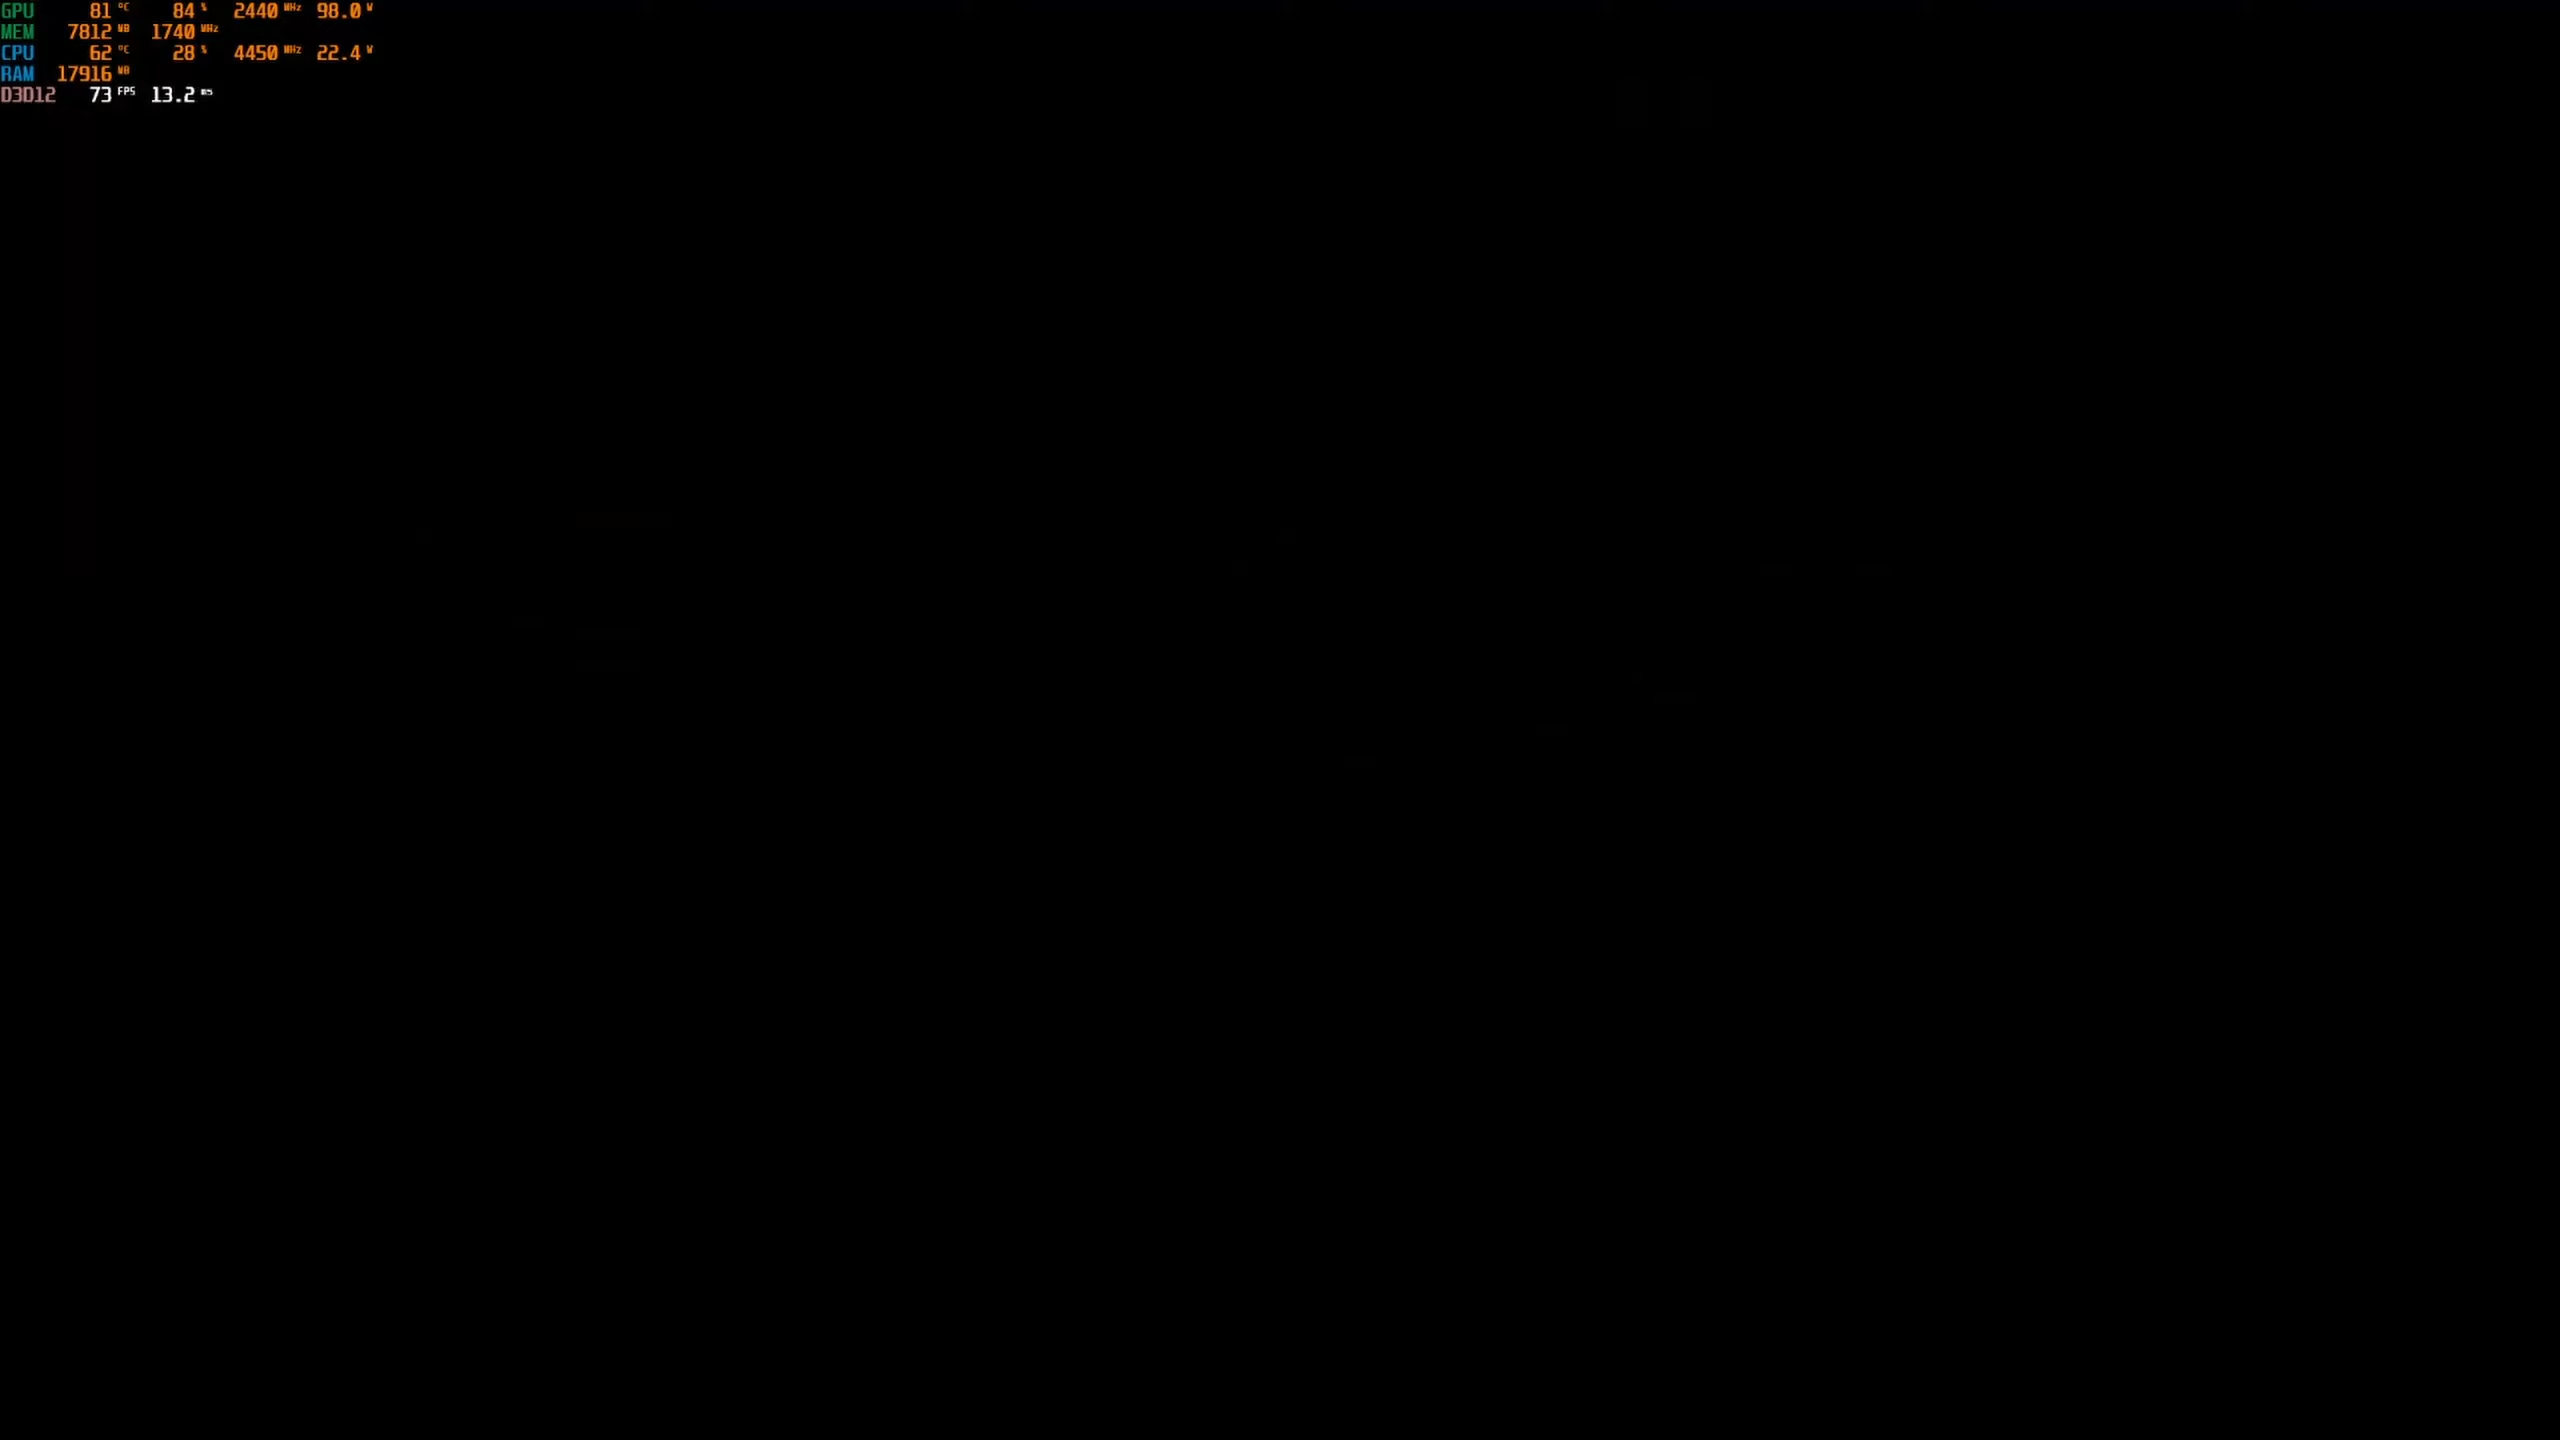 GPU 81 °C 84 % 2440 MHz 98.0 W
MEM 7812 MB 1740 MHz
CPU 62 °C 28 % 4450 MHz 22.4 W
RAM 17916 MB
D3D12 73 FPS 13.2 ms